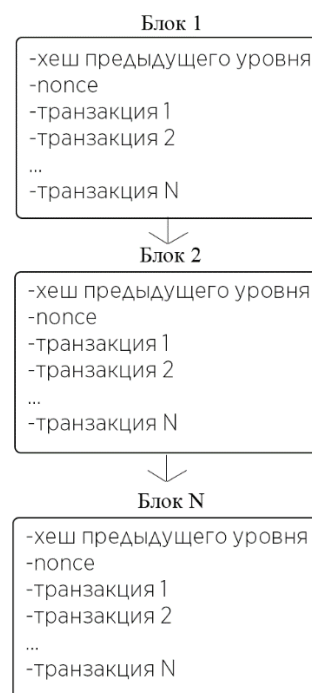 Блок 1
-хеш предыдущего уровня
-nonce
-транзакция 1
-транзакция 2
...
-транзакция N
Блок 2
-хеш предыдущего уровня
-nonce
-транзакция 1
-транзакция 2
...
-транзакция N
Блок N
-хеш предыдущего уровня
-nonce
-транзакция 1
-транзакция 2
...
-транзакция N